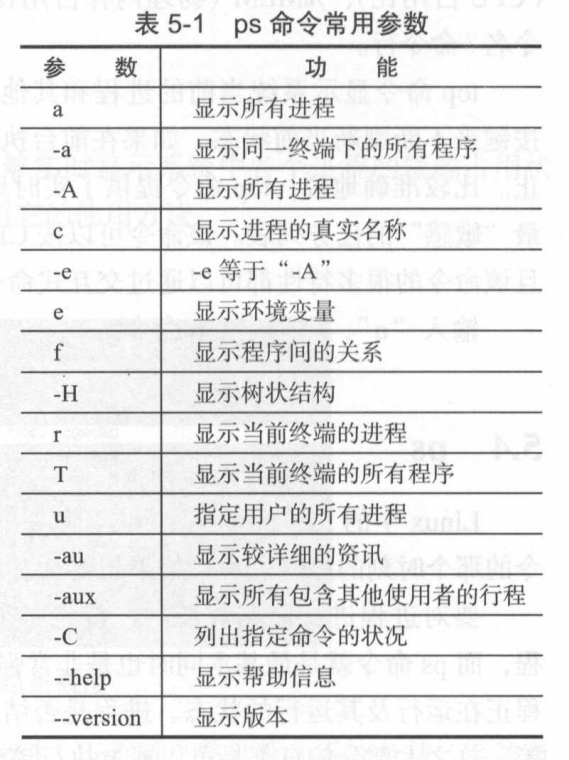 表 5-1 ps 命令常用参数
参 数 功 能
a 显示所有进程
-a 显示同一终端下的所有程序
-A 显示所有进程
c 显示进程的真实名称
-e -e 等于“-A”
e 显示环境变量
f 显示程序间的关系
-H 显示树状结构
r 显示当前终端的进程
T 显示当前终端的所有程序
u 指定用户的所有进程
-au 显示较详细的资讯
-aux 显示所有包含其他使用者的行程
-C 列出指定命令的状况
--help 显示帮助信息
--version 显示版本